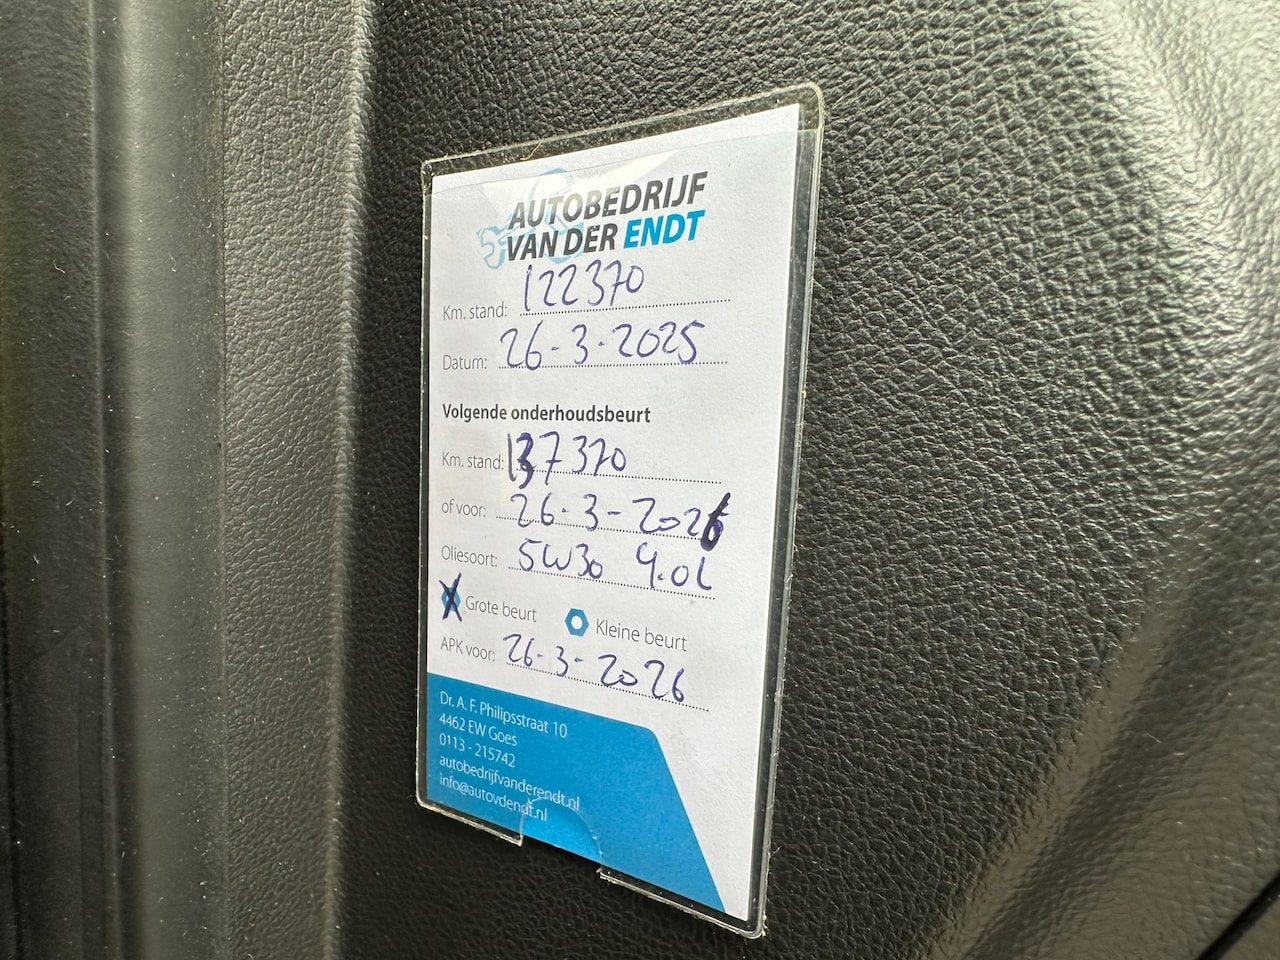 AUTOBEDRIJF
VAN DER ENDT
Km. stand: 122370
Datum: 26-3-2025
Volgende onderhoudsbeurt
Km. stand: 137370
of voor: 26-3-2026
Oliesoort: 5W30 4.0L
Grote beurt Kleine beurt
APK voor: 26-3-2026
Dr. A. F. Philipsstraat 10
4462 EW Goes
0113 - 215742
autobedrijfvanderendt.nl
info@autovdendt.nl